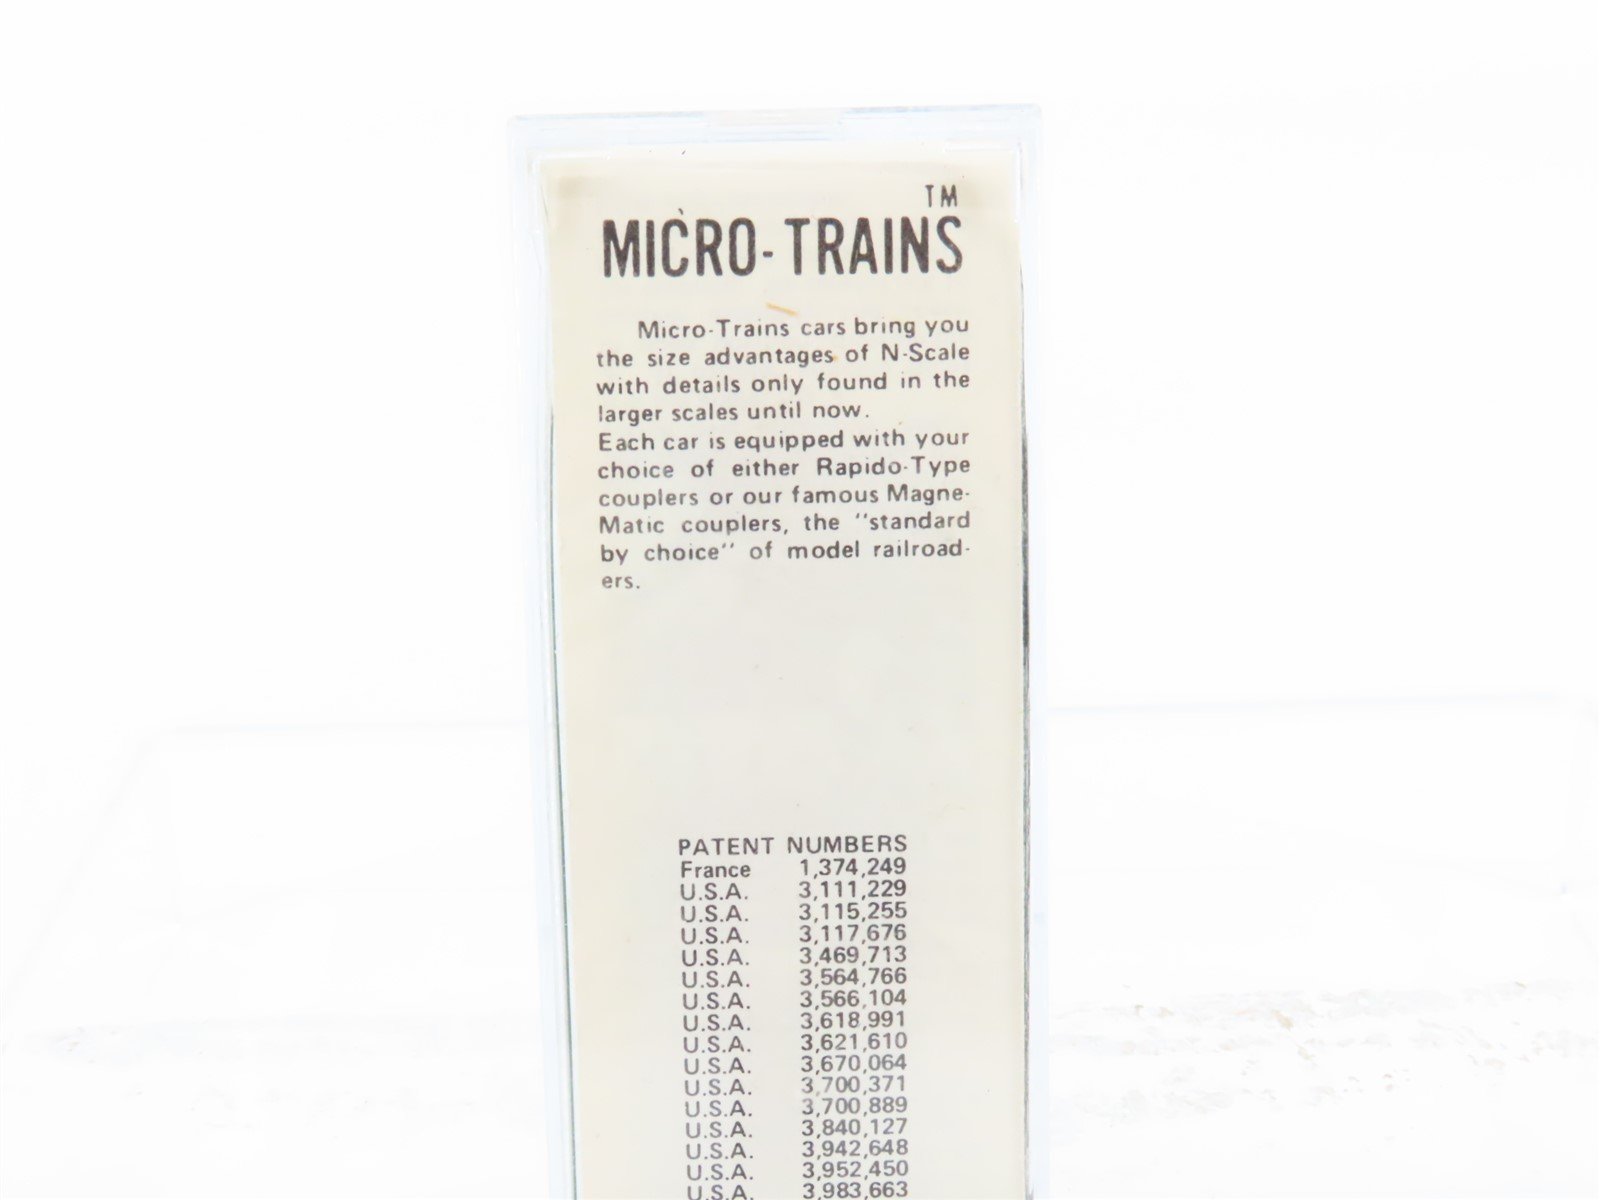 TM
MICRO-TRAINS
Micro-Trains cars bring you
the size advantages of N-Scale
with details only found in the
larger scales until now.
Each car is equipped with your
choice of either Rapido-Type
couplers or our famous Magne-
Matic couplers, the "standard
by choice" of model railroad-
ers.
PATENT NUMBERS
France 1,374,249
U.S.A. 3,111,229
U.S.A. 3,115,255
U.S.A. 3,117,676
U.S.A. 3,469,713
U.S.A. 3,564,766
U.S.A. 3,566,104
U.S.A. 3,618,991
U.S.A. 3,621,610
U.S.A. 3,670,064
U.S.A. 3,700,371
U.S.A. 3,700,889
U.S.A. 3,840,127
U.S.A. 3,942,648
U.S.A. 3,952,450
U.S.A. 3,983,663